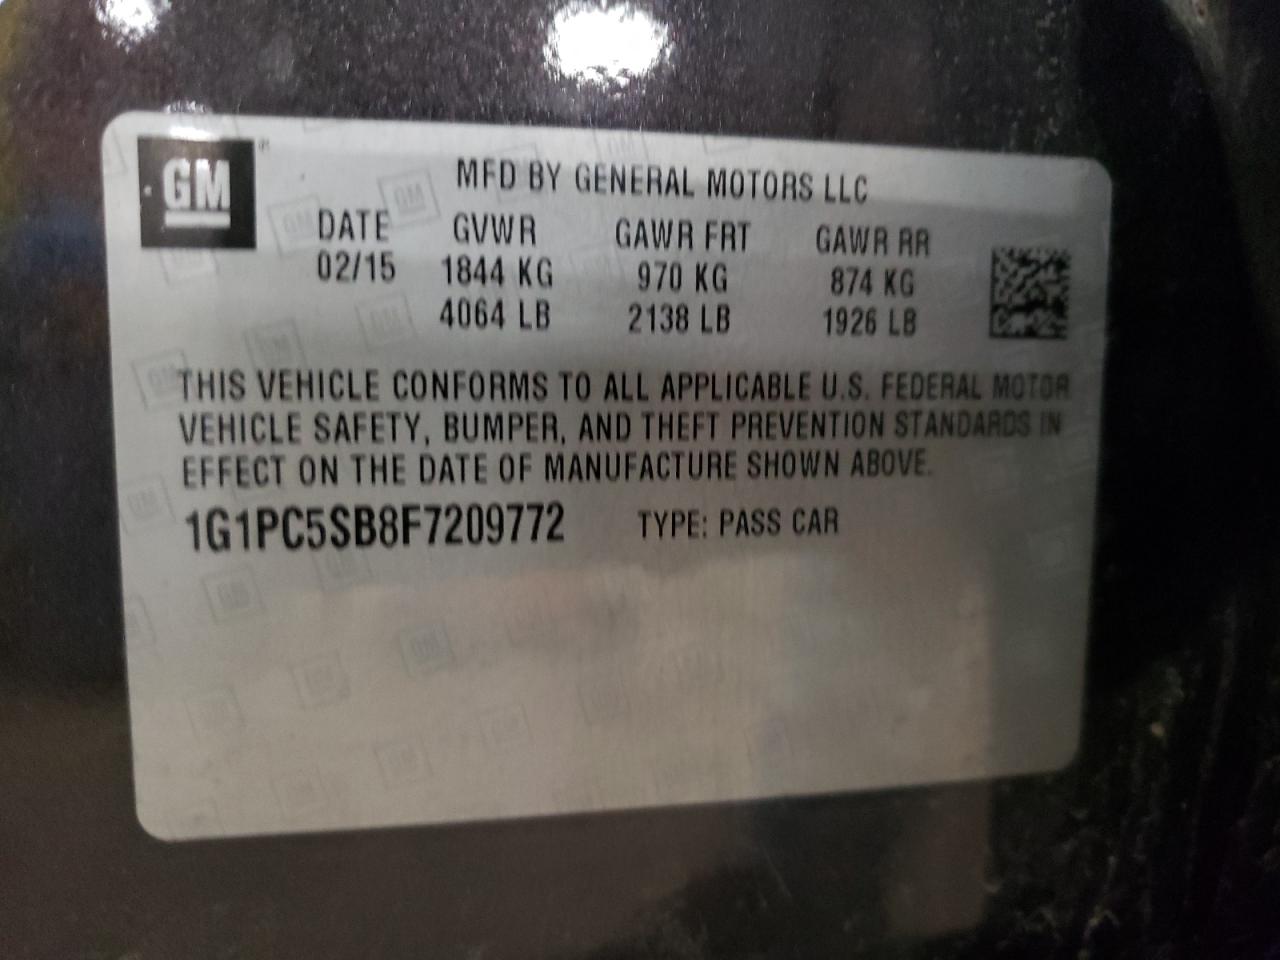 GM
MFD BY GENERAL MOTORS LLC
DATE GVWR GAWR FRT GAWR RR
02/15 1844 KG 970 KG 874 KG
4064 LB 2138 LB 1926 LB
THIS VEHICLE CONFORMS TO ALL APPLICABLE U.S. FEDERAL MOTOR
VEHICLE SAFETY, BUMPER, AND THEFT PREVENTION STANDARDS IN
EFFECT ON THE DATE OF MANUFACTURE SHOWN ABOVE.
1G1PC5SB8F7209772 TYPE: PASS CAR